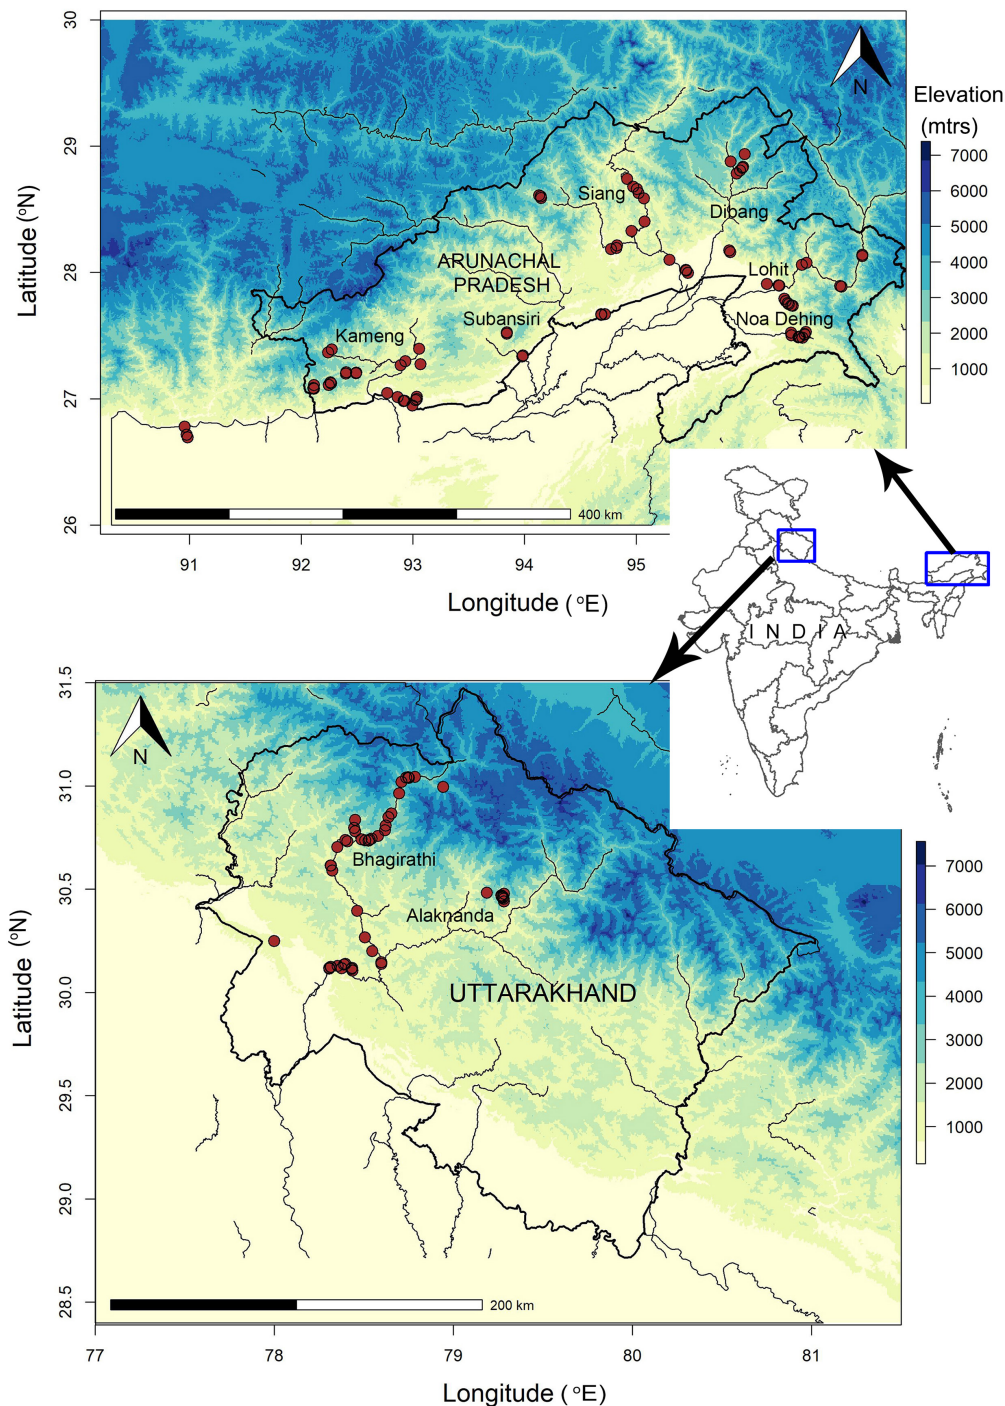 30
29
28
27
26
Latitude (°N)
N
Elevation
(mtrs)
7000
6000
5000
4000
3000
2000
1000
Siang
Dibang
ARUNACHAL
PRADESH
Lohit
Subansiri
Noa Dehing
Kameng
400 km
91
92
93
94
95
Longitude (°E)
INDIA
31.5
31.0
30.5
30.0
29.5
29.0
28.5
Latitude (°N)
N
Bhagirathi
Alaknanda
UTTARAKHAND
7000
6000
5000
4000
3000
2000
1000
200 km
77
78
79
80
81
Longitude (°E)